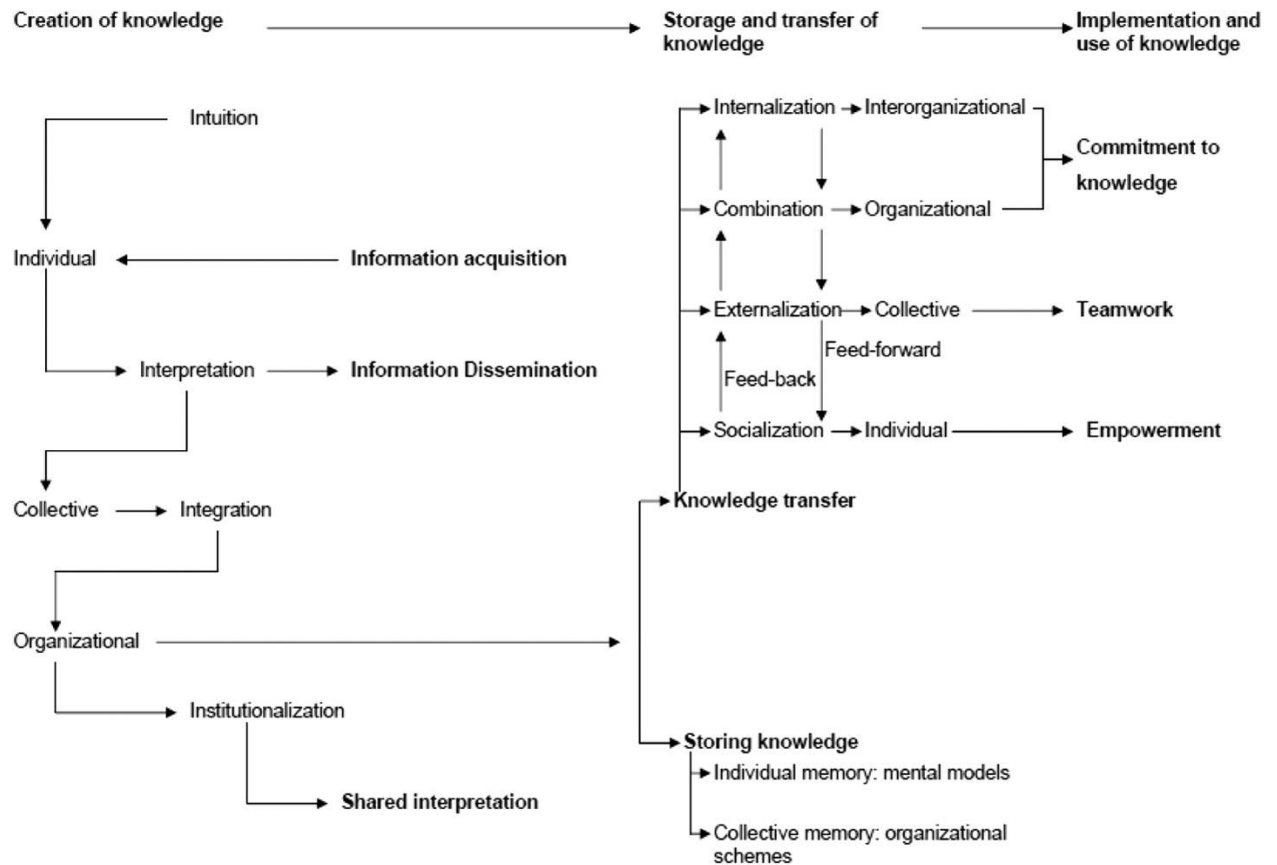 Creation of knowledge
Storage and transfer of
knowledge
Implementation and
use of knowledge
Intuition
Individual
Information acquisition
Interpretation
Information Dissemination
Collective
Integration
Organizational
Institutionalization
Shared interpretation
Internalization
Interorganizational
Commitment to
knowledge
Combination
Organizational
Externalization
Collective
Teamwork
Feed-forward
Feed-back
Socialization
Individual
Empowerment
Knowledge transfer
Storing knowledge
Individual memory: mental models
Collective memory: organizational
schemes